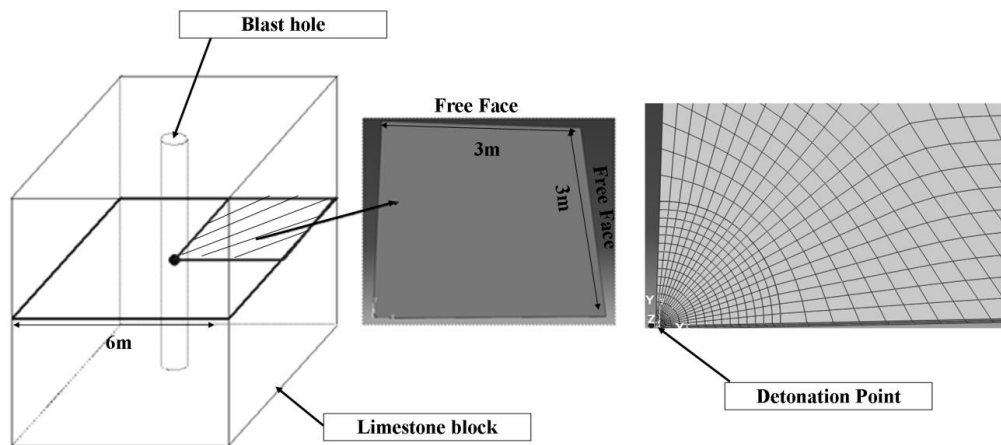 Blast hole
6m
Limestone block
Free Face
3m
3m
Free Face
Y
Z
X
Detonation Point